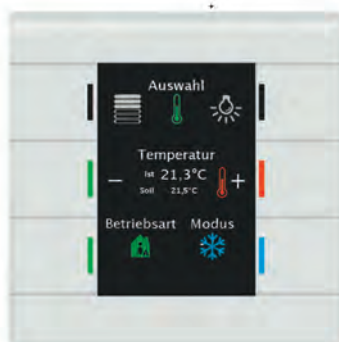 Auswahl
Temperatur
− Ist 21,3°C +
Soll 21,5°C
Betriebsart Modus